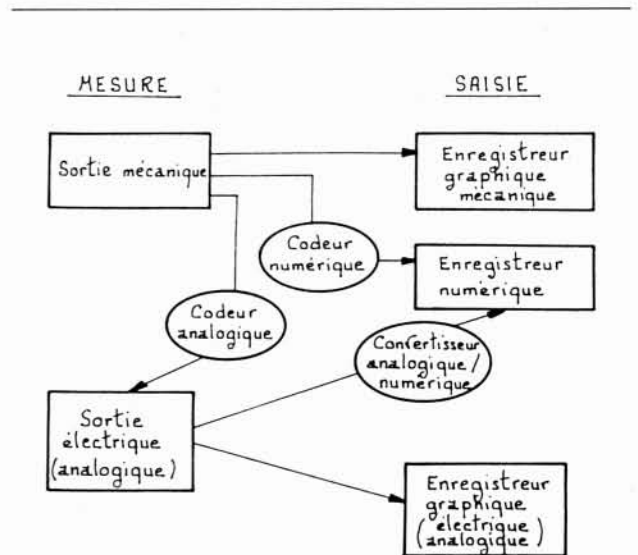 MESURE
SAISIE
Sortie mécanique
Enregistreur
graphique
mécanique
Codeur
numérique
Enregistreur
numérique
Codeur
analogique
Convertisseur
analogique /
numérique
Sortie
électrique
(analogique)
Enregistreur
graphique
(électrique
analogique)